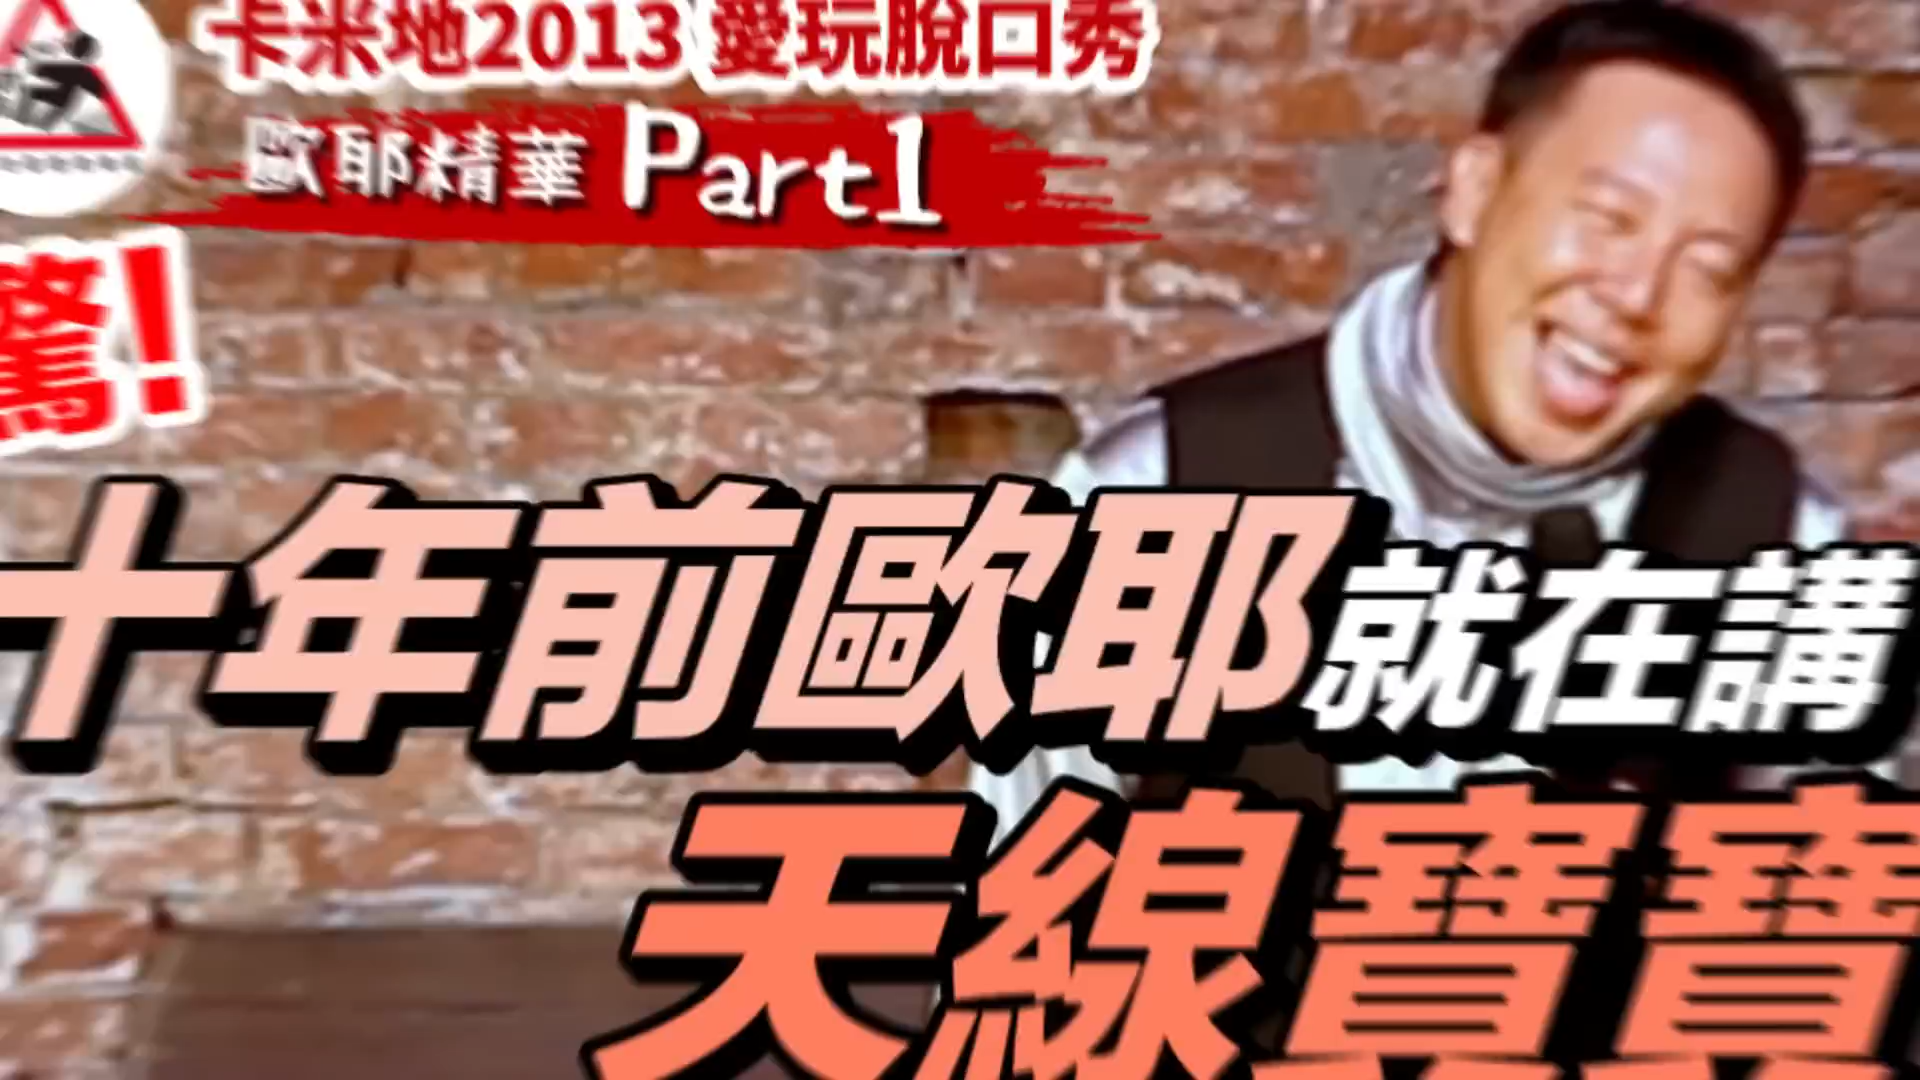 卡米地2013 愛玩脫口秀
歐耶精華 Part1
驚!
十年前歐耶就在講
天線寶寶